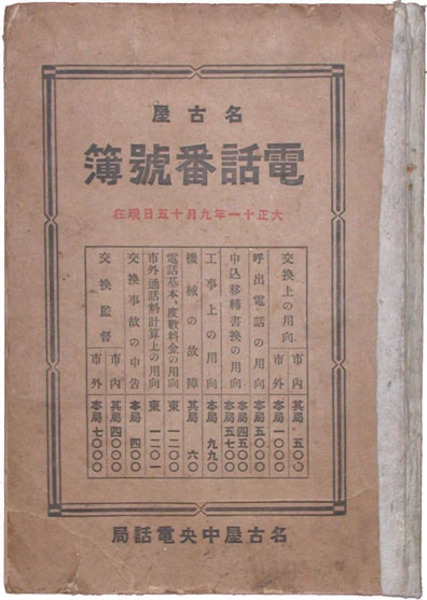 名古屋
電話番號簿
大正十一年九月十五日現在
交換上の用向
市内 其局 五〇〇
市外 本局 一〇〇〇
呼出電話の用向 本局 五〇〇〇
申込移轉書換の用向 本局 四五〇〇
本局 五七〇〇
工事上の用向 本局 九九〇
機械の故障 其局 六〇
電話基本、度數料金の用向 東 一二〇〇
市外通話料計算上の用向 東 一二〇一
交換事故の申告 本局 四〇〇
交換監督
市内 其局 四〇〇〇
市外 本局 七〇〇〇
名古屋中央電話局